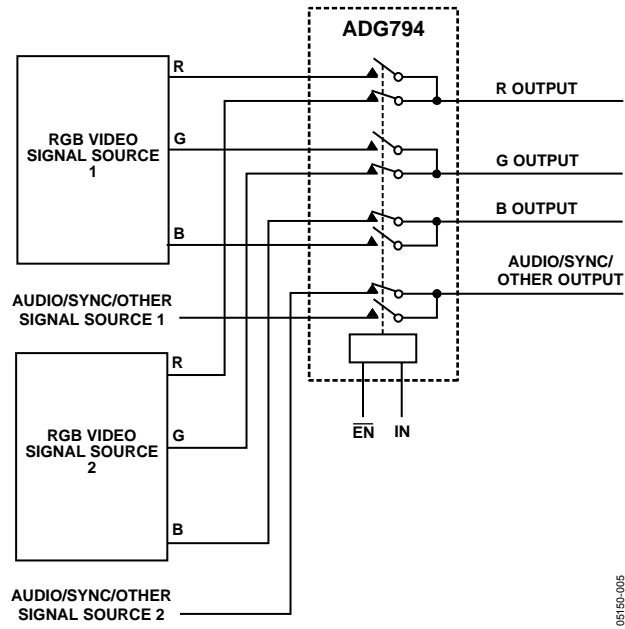 ADG794
R
R OUTPUT
RGB VIDEO
SIGNAL SOURCE
1
G
G OUTPUT
B OUTPUT
B
AUDIO/SYNC/
OTHER OUTPUT
AUDIO/SYNC/OTHER
SIGNAL SOURCE 1
R
EN IN
RGB VIDEO
SIGNAL SOURCE
2
G
B
AUDIO/SYNC/OTHER
SIGNAL SOURCE 2
05150-005